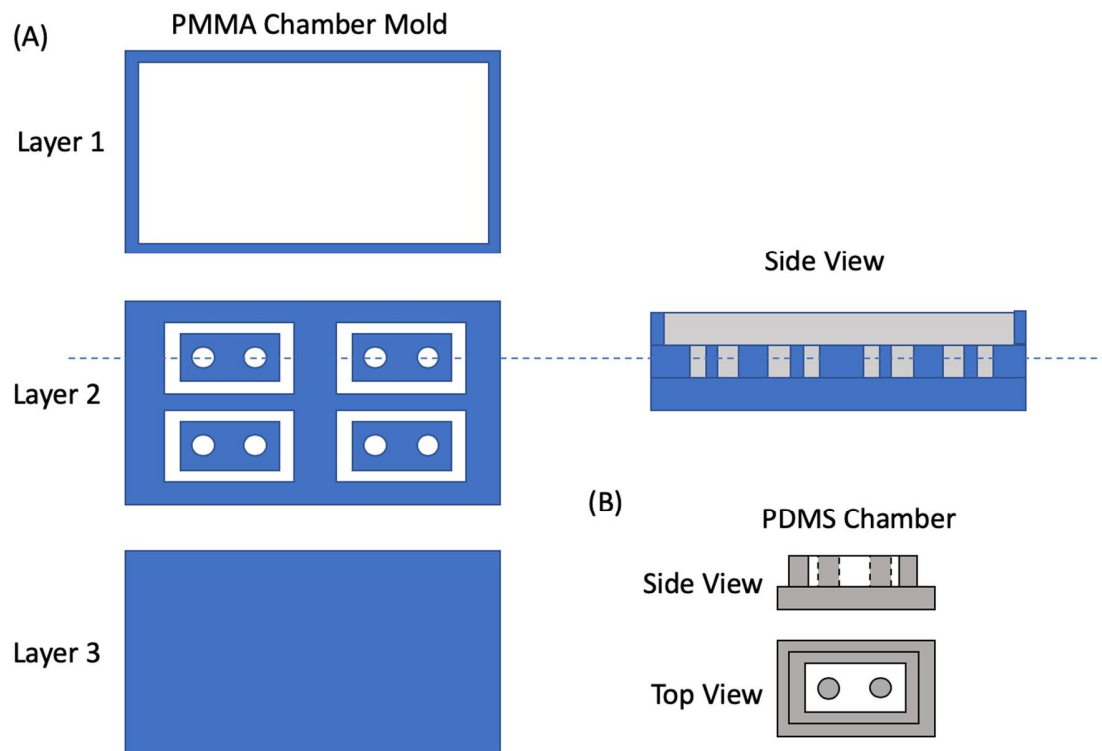 (A)
PMMA Chamber Mold
Layer 1
Side View
Layer 2
(B)
PDMS Chamber
Side View
Layer 3
Top View